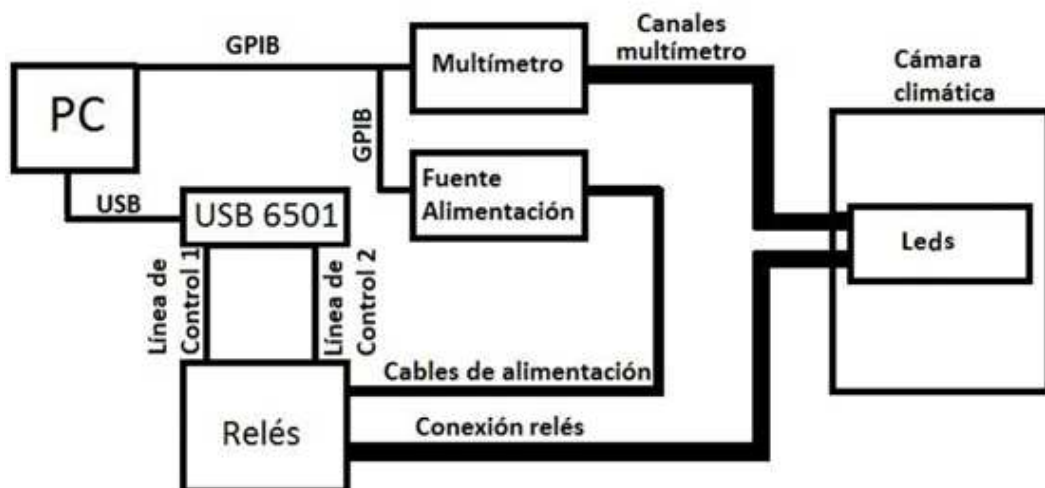 GPIB
Canales
multímetro
Multímetro
Cámara
climática
PC
GPIB
Fuente
Alimentación
USB
USB 6501
Leds
Línea de
Control 1
Línea de
Control 2
Cables de alimentación
Relés
Conexión relés